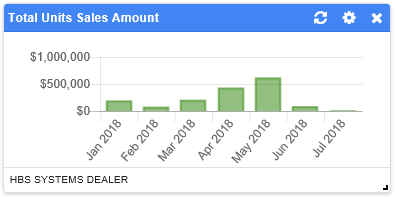 Total Units Sales Amount
$1,000,000
$500,000
$0
Jan 2018
Feb 2018
Mar 2018
Apr 2018
May 2018
Jun 2018
Jul 2018
HBS SYSTEMS DEALER